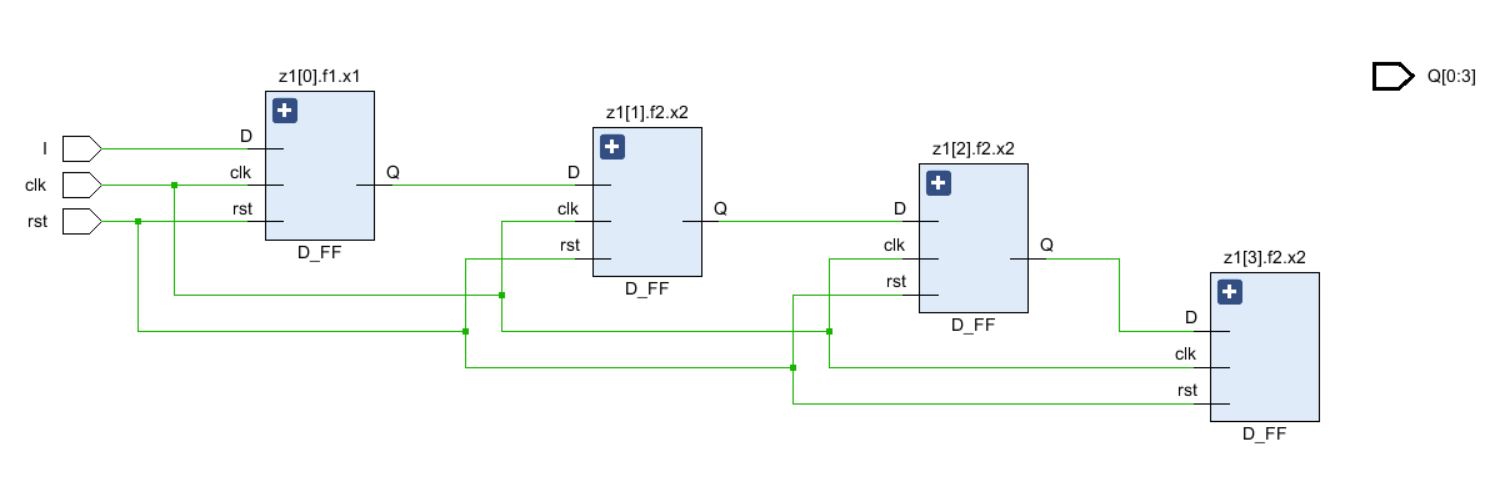 z1[0].f1.x1
D
clk
rst
Q
D_FF
I
clk
rst
z1[1].f2.x2
D
clk
rst
Q
D_FF
z1[2].f2.x2
D
clk
rst
Q
D_FF
z1[3].f2.x2
D
clk
rst
D_FF
Q[0:3]